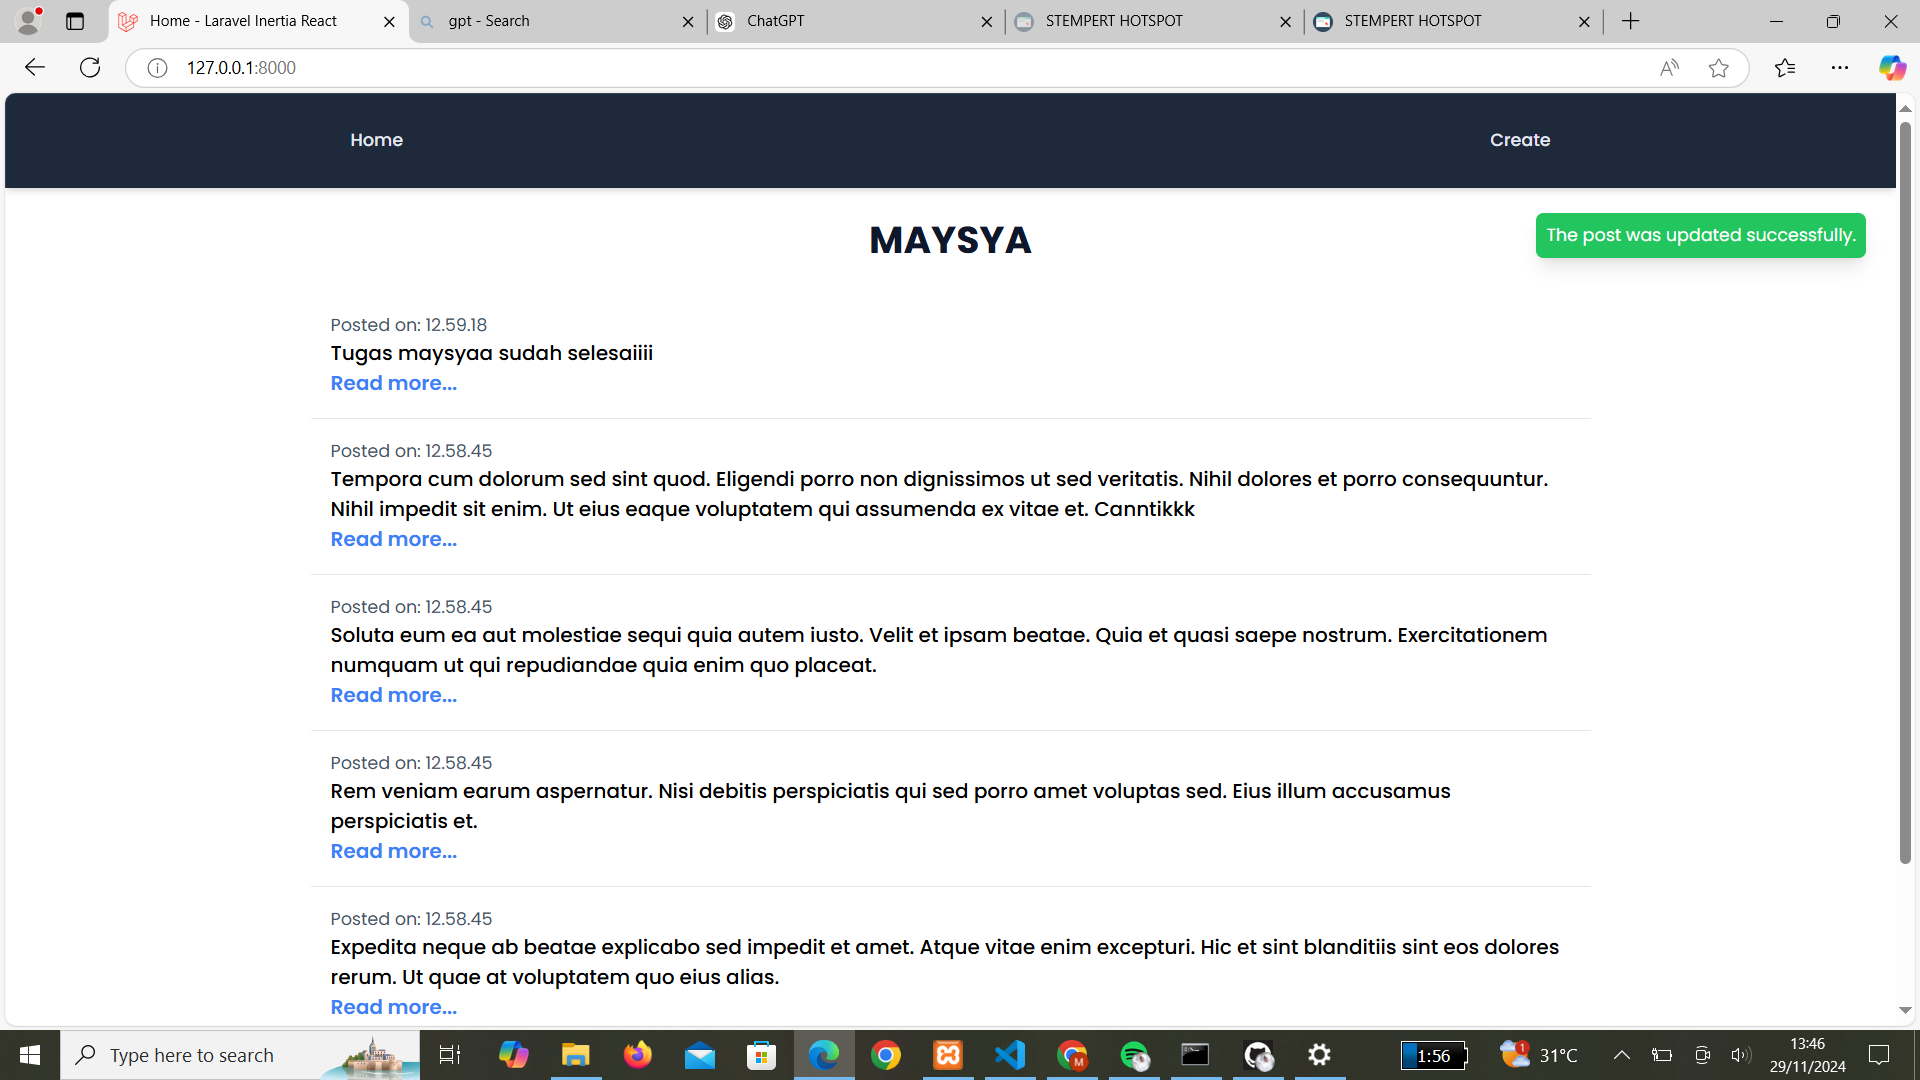 Home - Laravel Inertia React
gpt - Search
ChatGPT
STEMPERT HOTSPOT
STEMPERT HOTSPOT
127.0.0.1:8000
Home
Create
MAYSYA
The post was updated successfully.
Posted on: 12.59.18
Tugas maysyaa sudah selesaiiii
Read more...
Posted on: 12.58.45
Tempora cum dolorum sed sint quod. Eligendi porro non dignissimos ut sed veritatis. Nihil dolores et porro consequuntur.
Nihil impedit sit enim. Ut eius eaque voluptatem qui assumenda ex vitae et. Canntikkk
Read more...
Posted on: 12.58.45
Soluta eum ea aut molestiae sequi quia autem iusto. Velit et ipsam beatae. Quia et quasi saepe nostrum. Exercitationem
numquam ut qui repudiandae quia enim quo placeat.
Read more...
Posted on: 12.58.45
Rem veniam earum aspernatur. Nisi debitis perspiciatis qui sed porro amet voluptas sed. Eius illum accusamus
perspiciatis et.
Read more...
Posted on: 12.58.45
Expedita neque ab beatae explicabo sed impedit et amet. Atque vitae enim excepturi. Hic et sint blanditiis sint eos dolores
rerum. Ut quae at voluptatem quo eius alias.
Read more...
Type here to search
M
1:56
1
31°C
13:46
29/11/2024